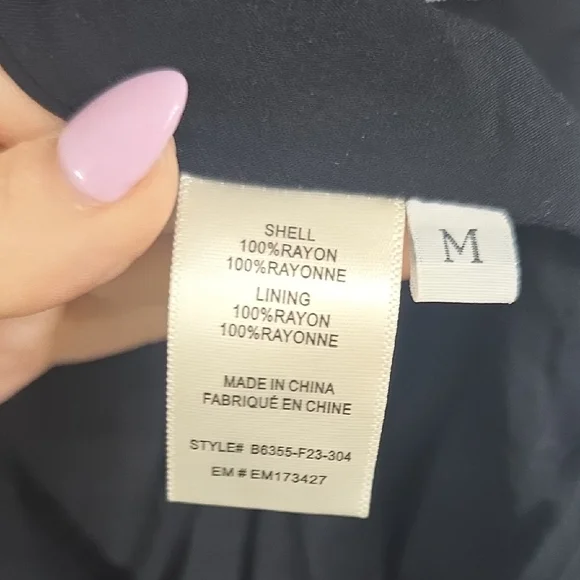 SHELL
100%RAYON
100%RAYONNE
LINING
100%RAYON
100%RAYONNE
MADE IN CHINA
FABRIQUÉ EN CHINE
STYLE# B6355-F23-304
EM # EM173427
M